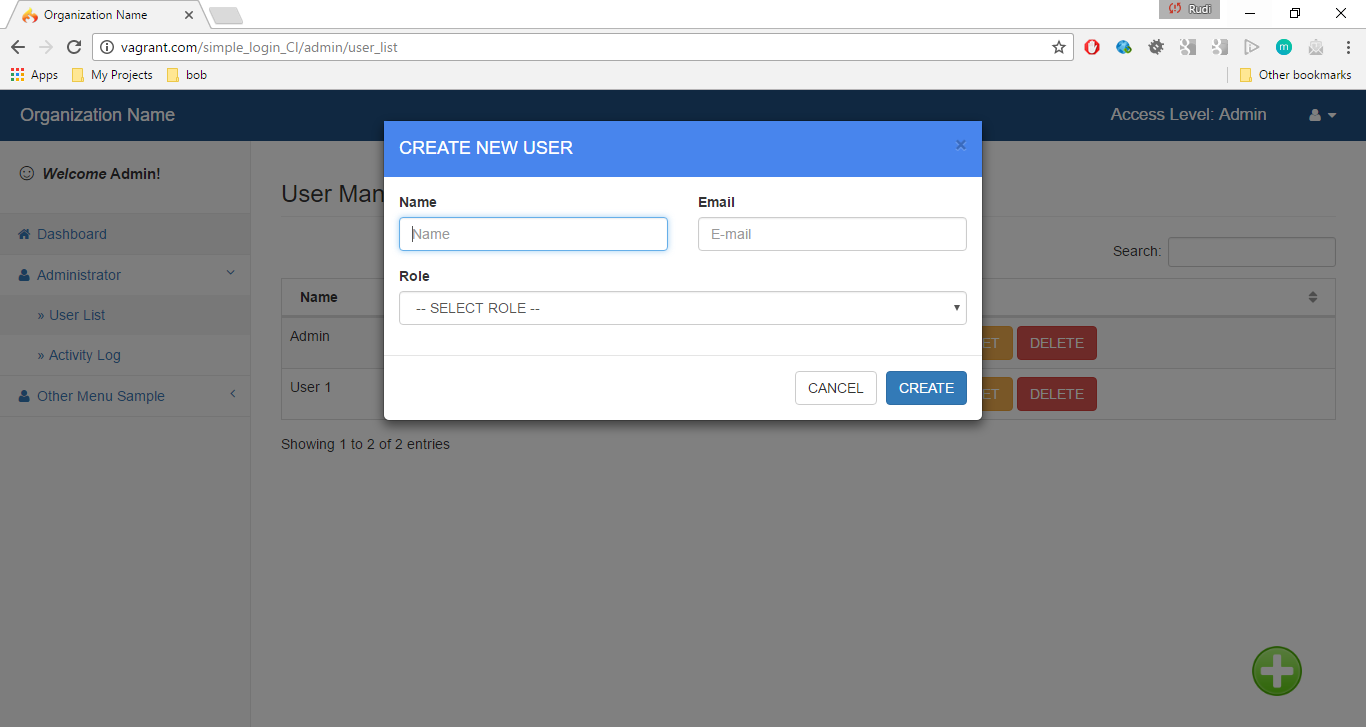 Organization Name
Rudi
vagrant.com/simple_login_CI/admin/user_list
Apps My Projects bob Other bookmarks
Organization Name Access Level: Admin
Welcome Admin!
Dashboard
Administrator
» User List
» Activity Log
Other Menu Sample
User Man
Search:
Name
Admin ET DELETE
User 1 ET DELETE
Showing 1 to 2 of 2 entries
CREATE NEW USER ×
Name Email
Name E-mail
Role
-- SELECT ROLE --
CANCEL CREATE